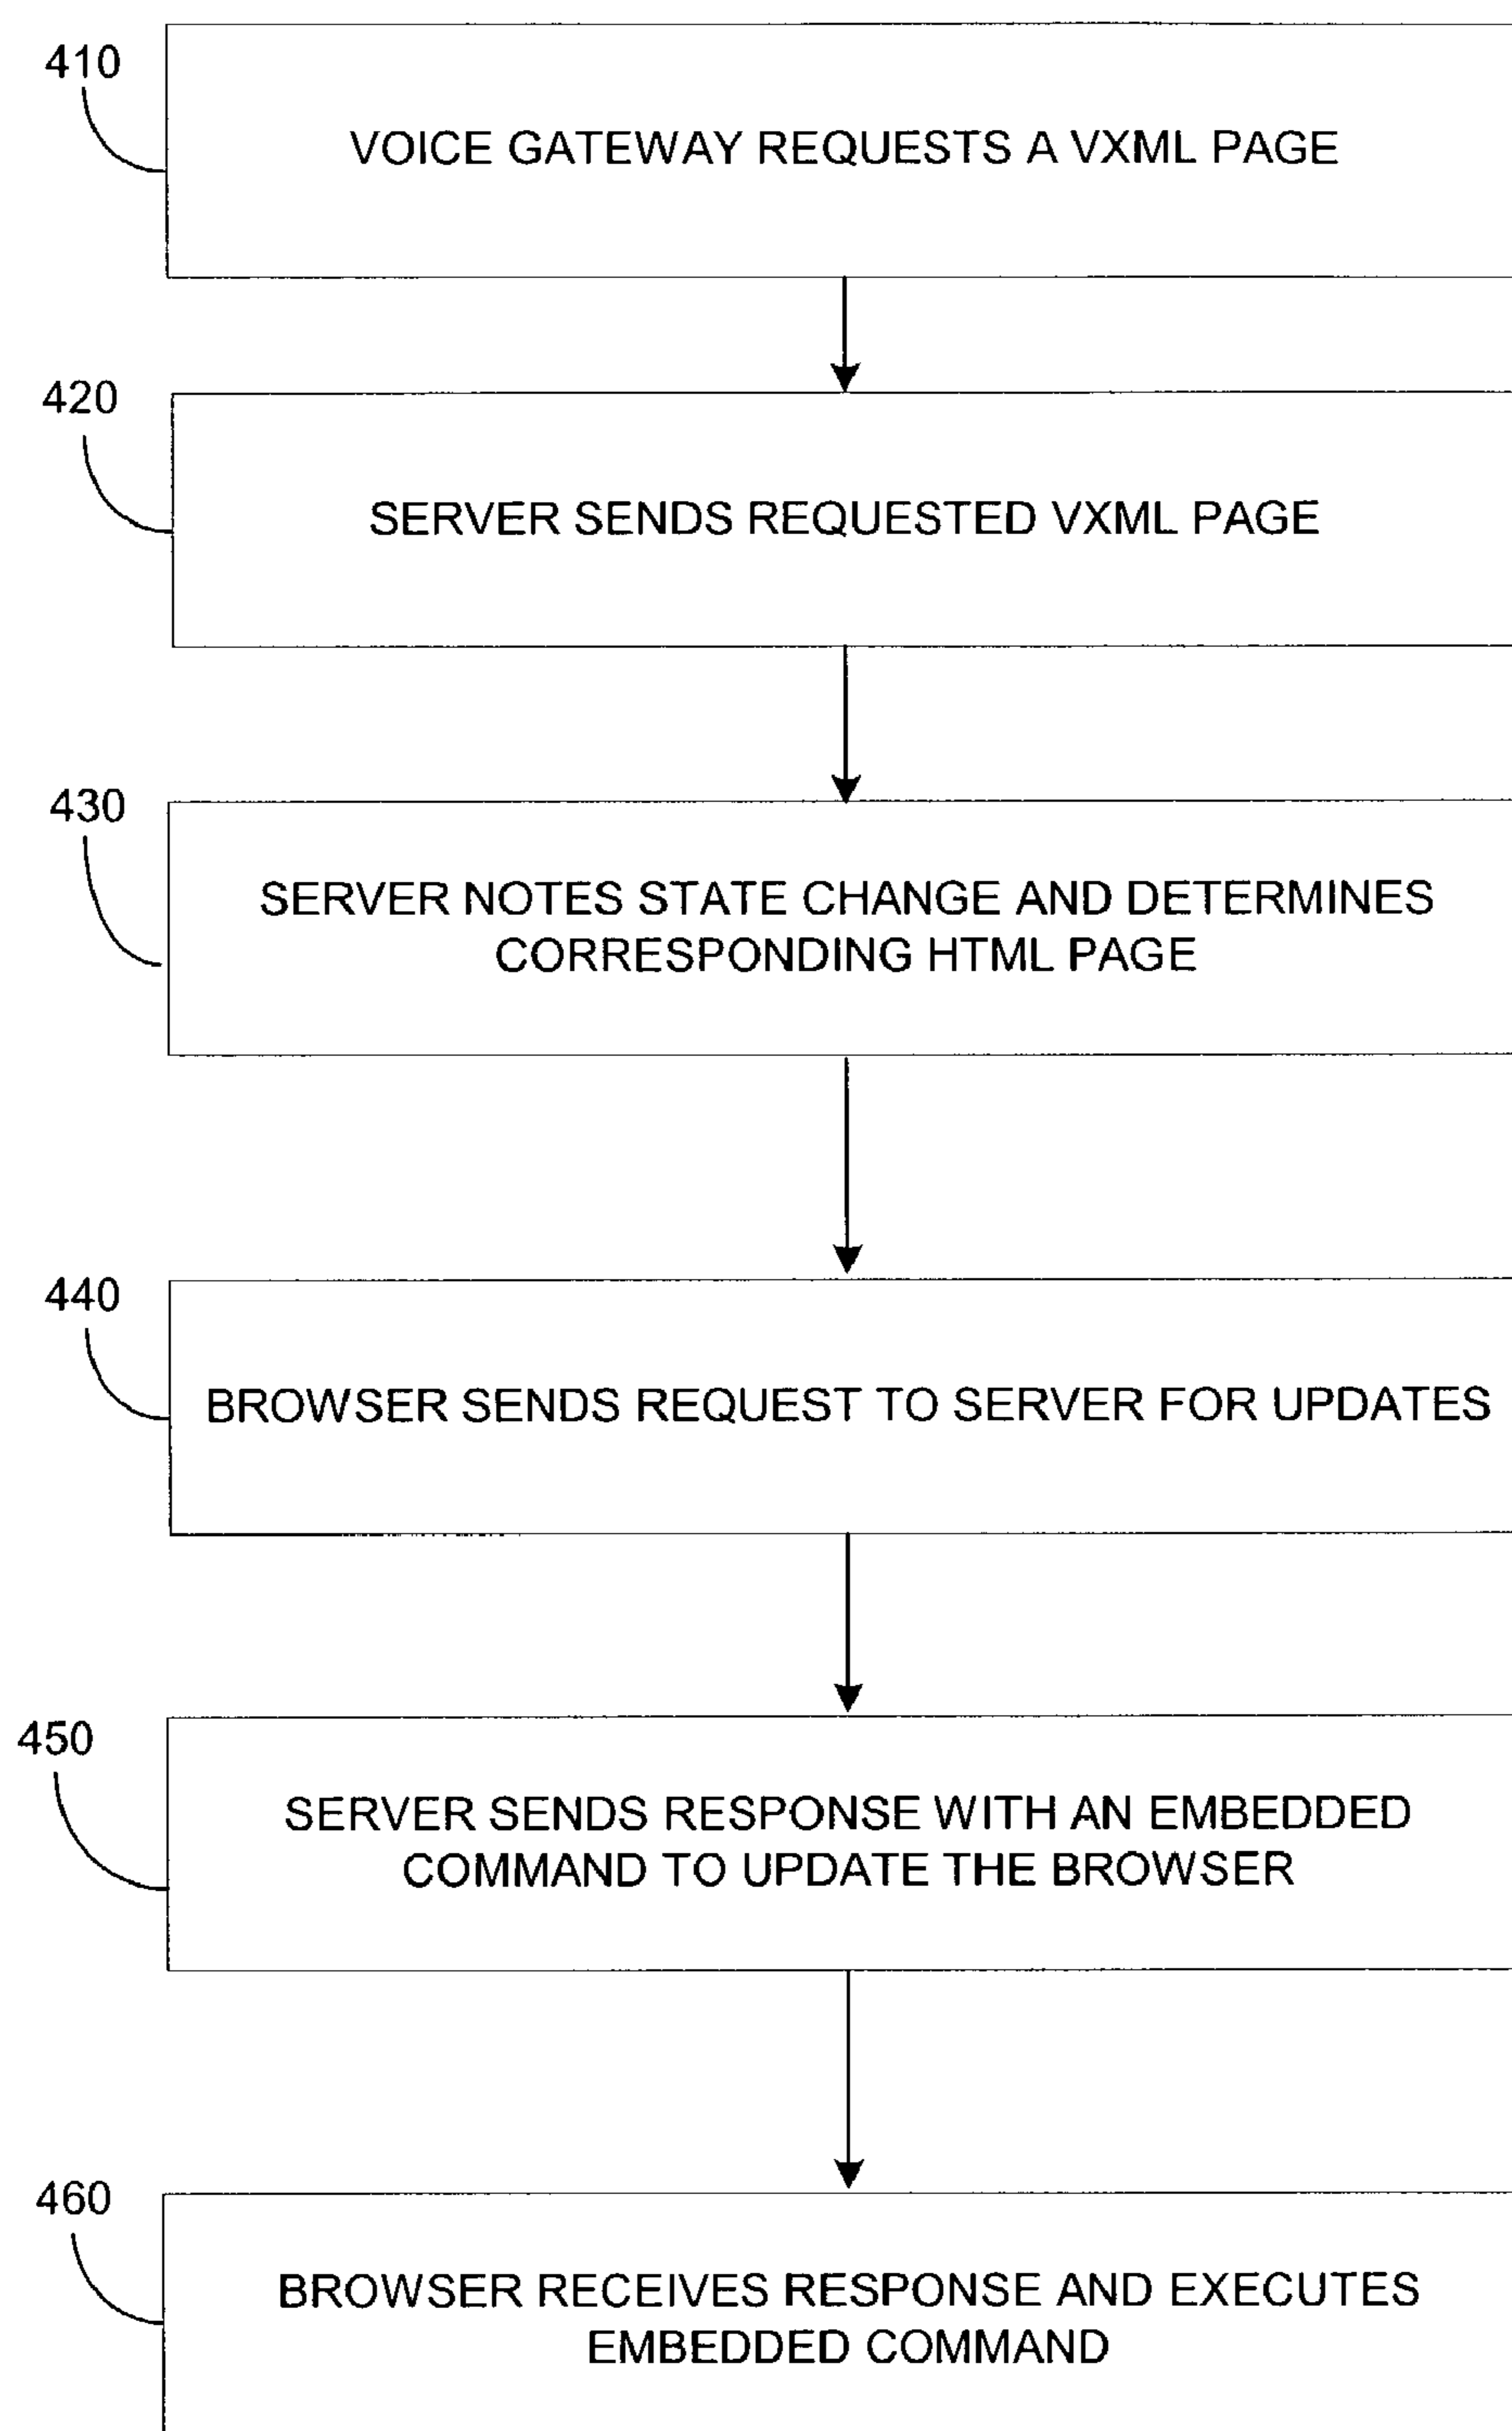 410
VOICE GATEWAY REQUESTS A VXML PAGE
420
SERVER SENDS REQUESTED VXML PAGE
430
SERVER NOTES STATE CHANGE AND DETERMINES
CORRESPONDING HTML PAGE
440
BROWSER SENDS REQUEST TO SERVER FOR UPDATES
450
SERVER SENDS RESPONSE WITH AN EMBEDDED
COMMAND TO UPDATE THE BROWSER
460
BROWSER RECEIVES RESPONSE AND EXECUTES
EMBEDDED COMMAND